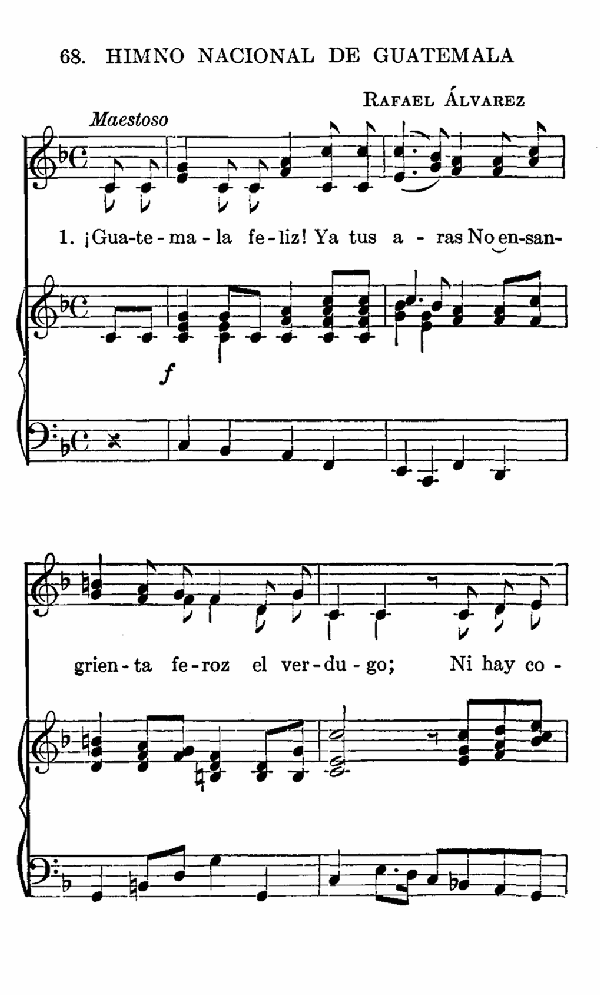 68. HIMNO NACIONAL DE GUATEMALA
RAFAEL ÁLVAREZ
Maestoso
1. ¡Gua-te-ma-la fe-liz! Ya tus a-ras No en-san-
f
grien-ta fe-roz el ver-du-go; Ni hay co-